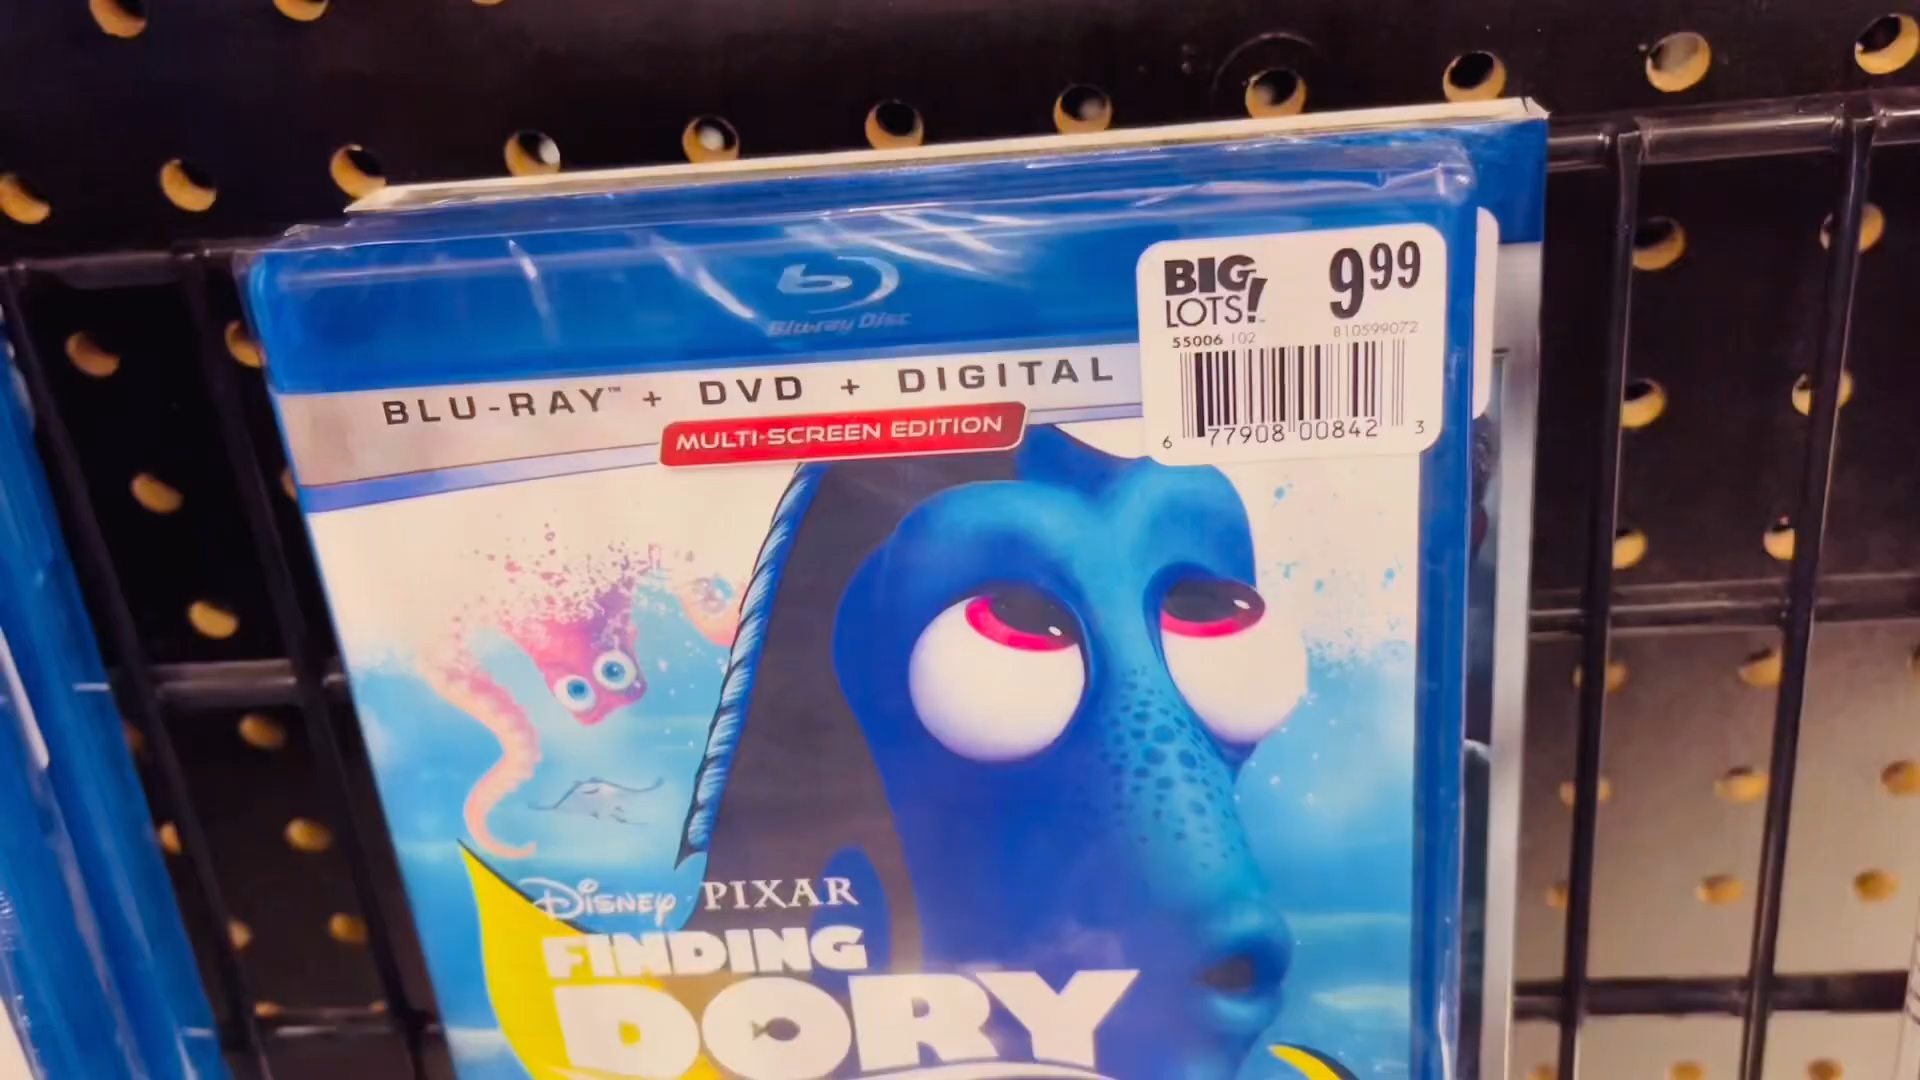 Blu-ray Disc
BLU-RAY™ + DVD + DIGITAL
MULTI-SCREEN EDITION
BIG LOTS!™
9.99
55006 102
810599072
6 77908 00842 3
DISNEY · PIXAR
FINDING
DORY